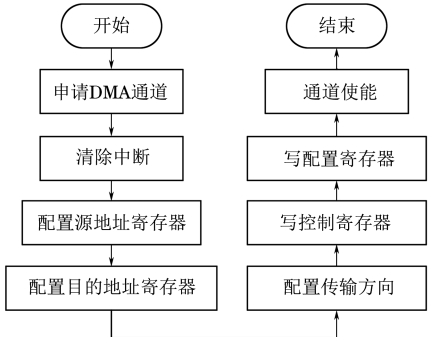 开始
申请DMA通道
清除中断
配置源地址寄存器
配置目的地址寄存器
配置传输方向
写控制寄存器
写配置寄存器
通道使能
结束